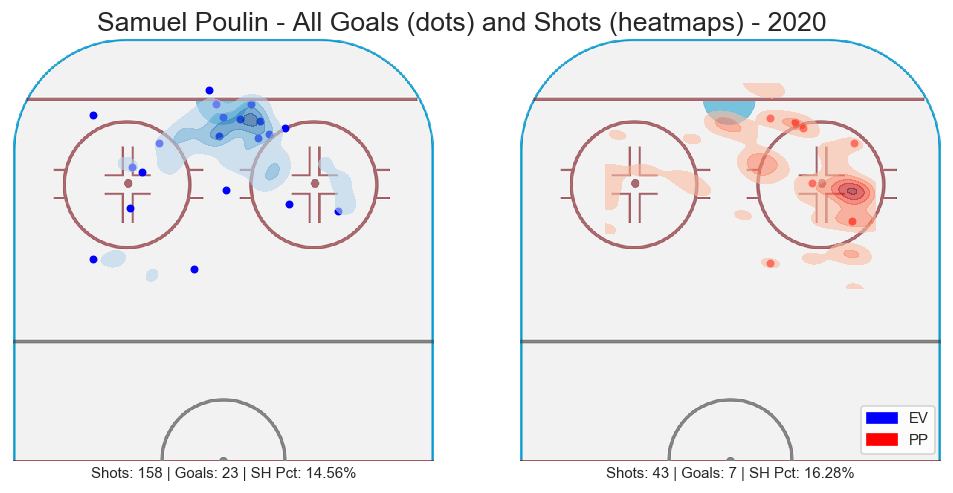 Samuel Poulin - All Goals (dots) and Shots (heatmaps) - 2020
EV
PP
Shots: 158 | Goals: 23 | SH Pct: 14.56%
Shots: 43 | Goals: 7 | SH Pct: 16.28%